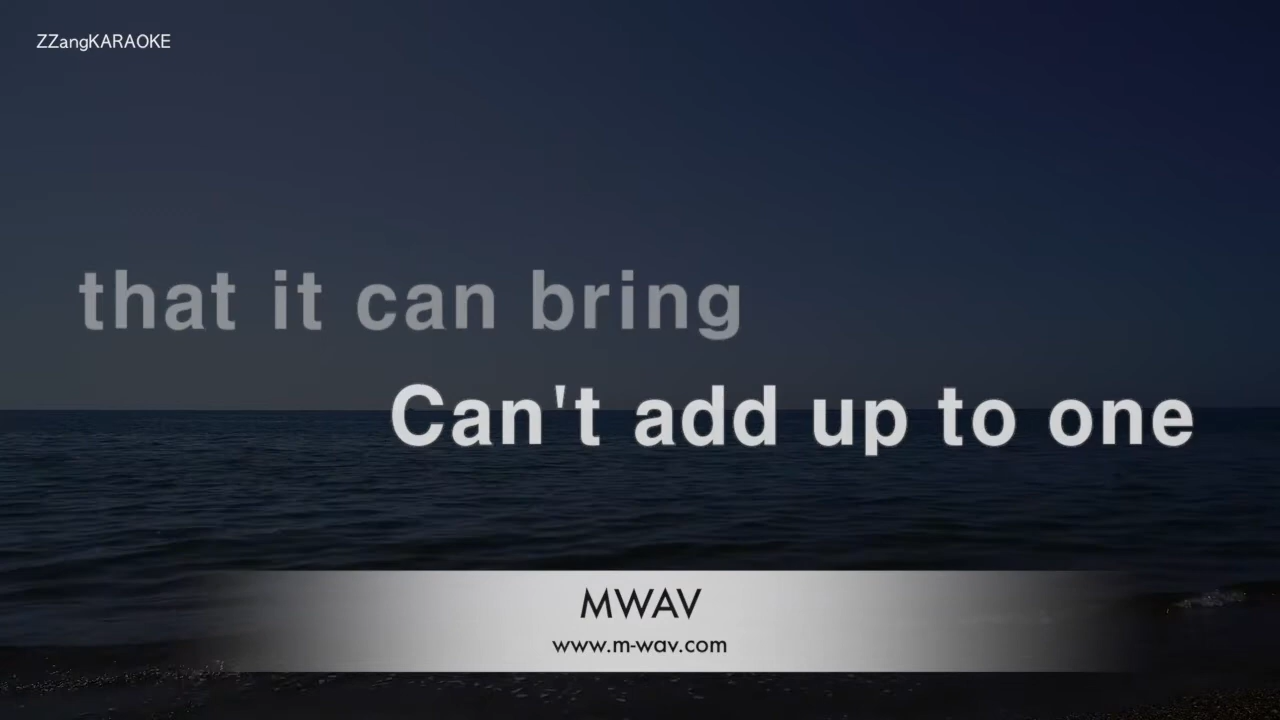 ZZangKARAOKE
that it can bring
Can't add up to one
MWAV
www.m-wav.com